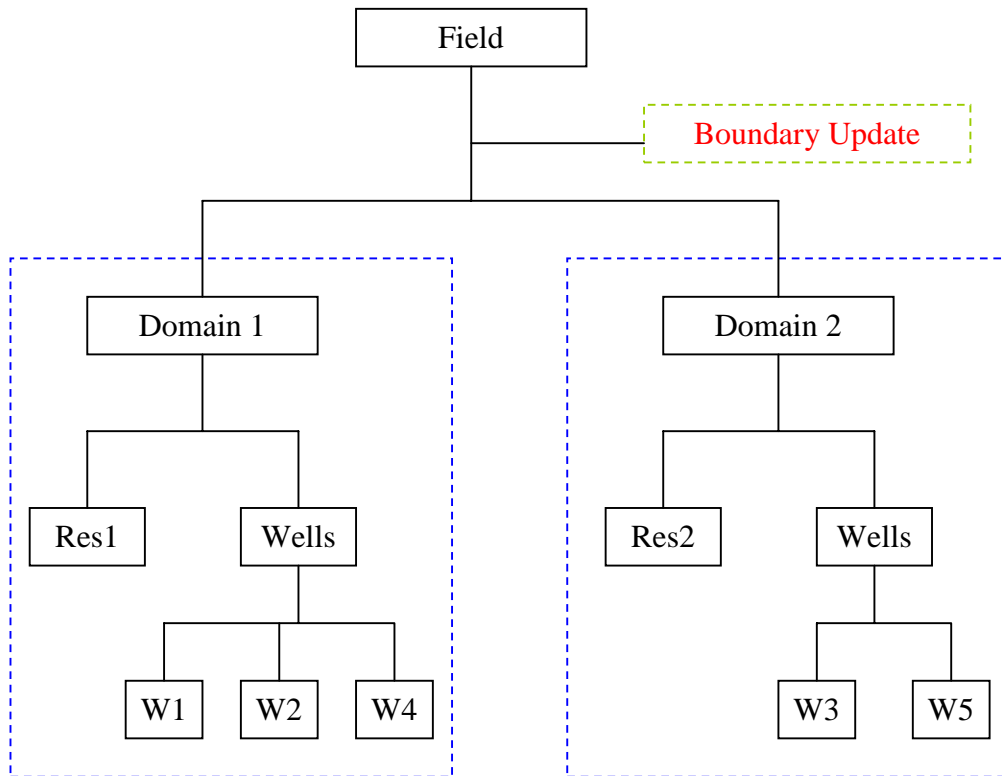 Field
Boundary Update
Domain 1
Domain 2
Res1
Wells
Res2
Wells
W1
W2
W4
W3
W5